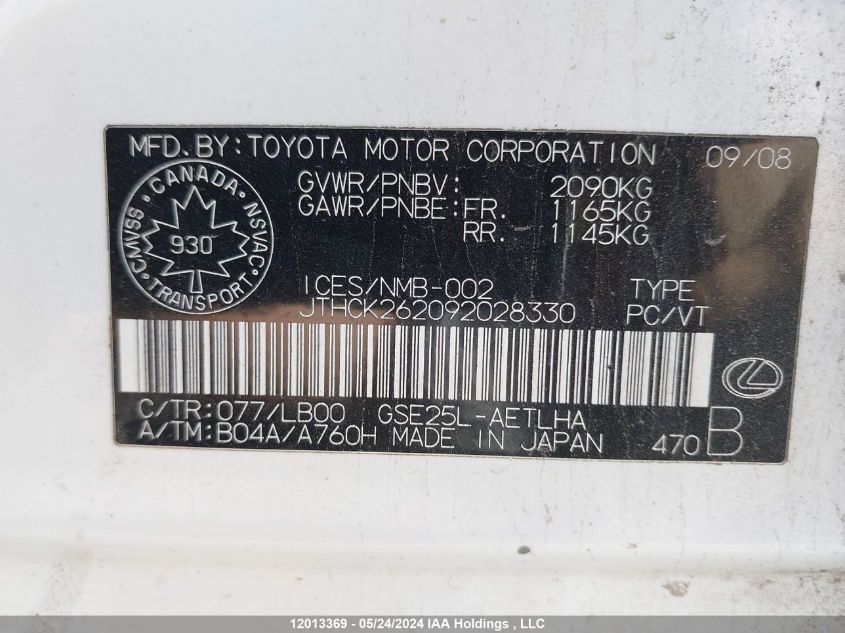 MFD.BY:TOYOTA MOTOR CORPORATION 09/08
GVWR/PNBV: 2090KG
GAWR/PNBE:FR. 1165KG
RR. 1145KG
CANADA
CMVSS 930 NSVAC
TRANSPORT
ICES/NMB-002 TYPE
JTHCK262092028330 PC/VT
C/TR:077/LB00 GSE25L-AETLHA
A/TM:B04A/A760H MADE IN JAPAN 470 B
12013369 - 05/24/2024 IAA Holdings , LLC